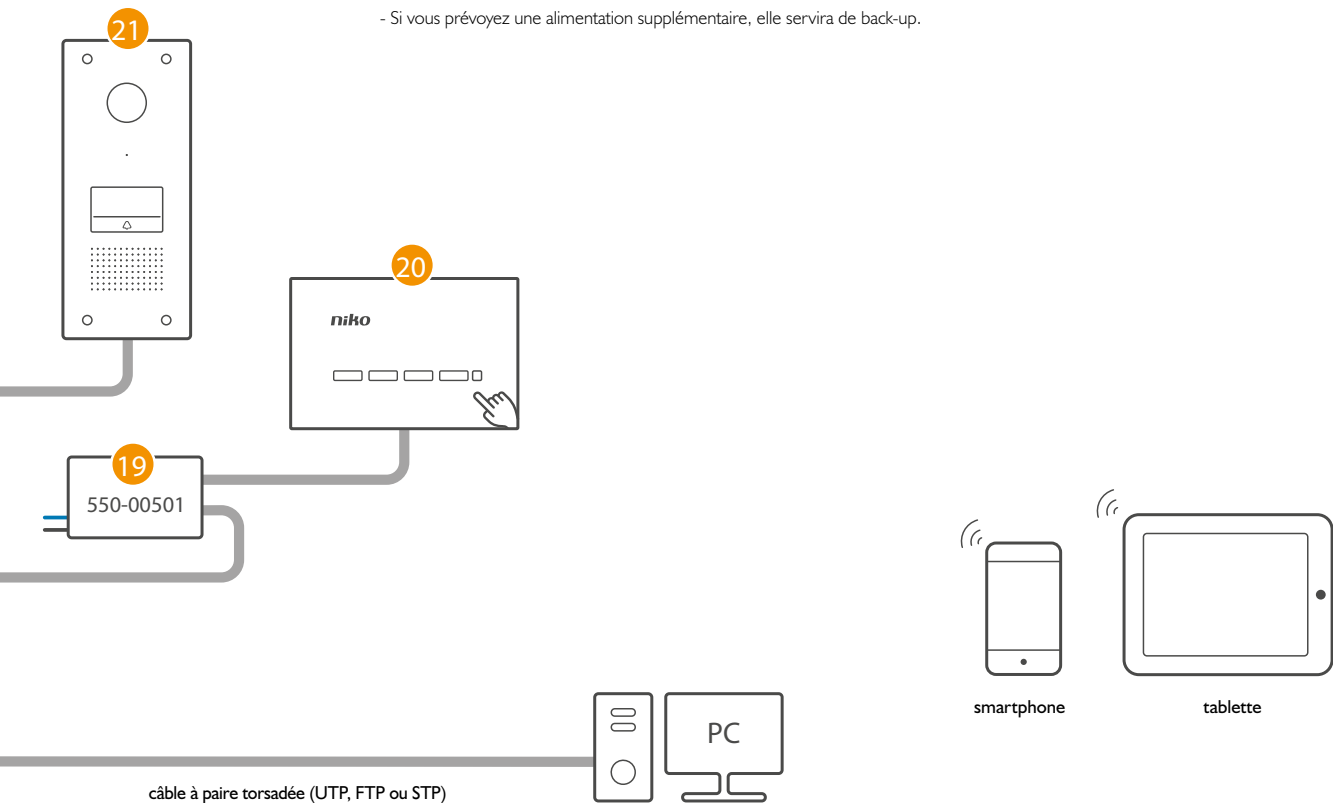 - Si vous prévoyez une alimentation supplémentaire, elle servira de back-up.
21
20
niko
19
550-00501
smartphone
tablette
PC
câble à paire torsadée (UTP, FTP ou STP)